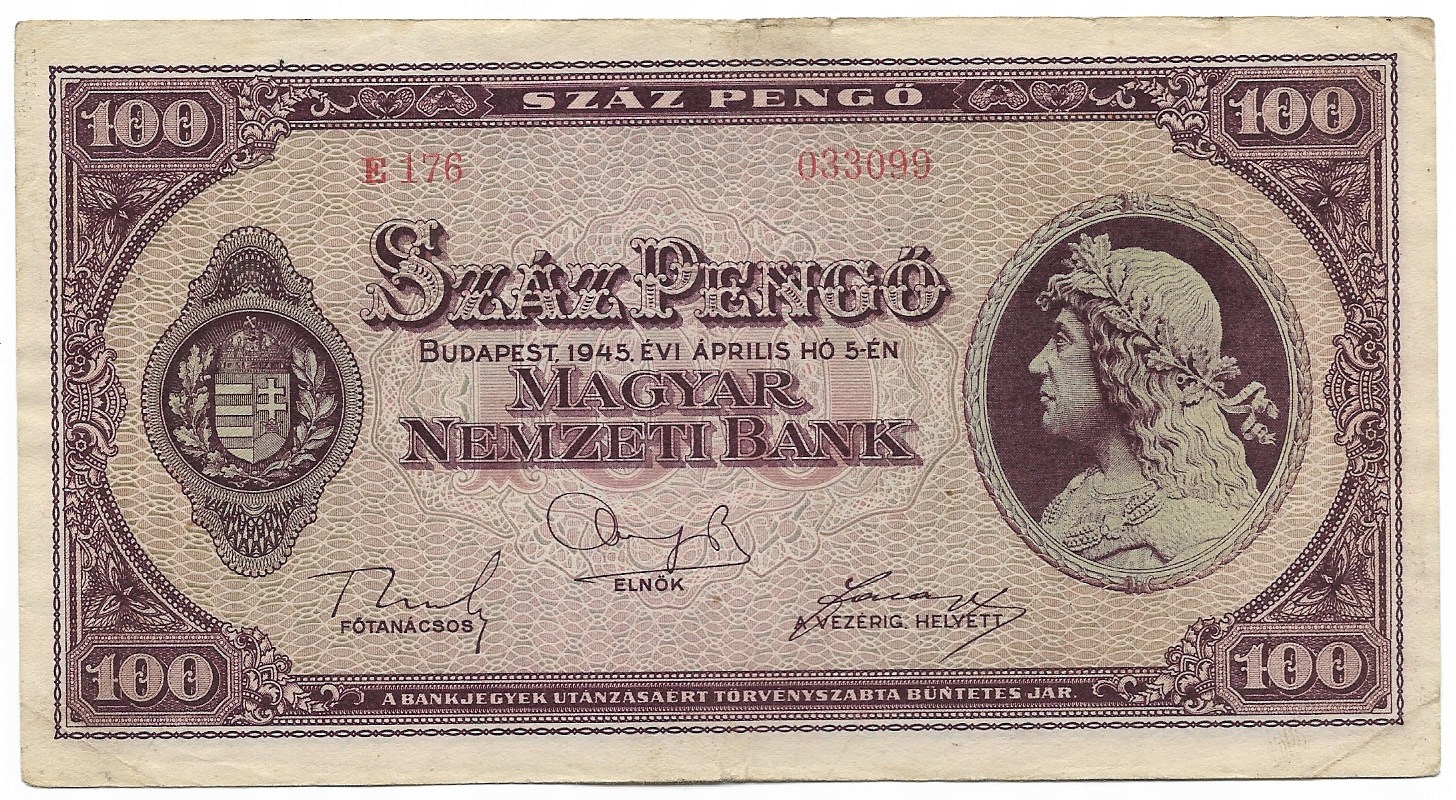 100 SZÁZ PENGŐ 100
E 176 033099
SZÁZ PENGŐ
BUDAPEST, 1945. ÉVI ÁPRILIS HÓ 5-ÉN
MAGYAR
NEMZETI BANK
ELNÖK
FŐTANÁCSOS
A VEZÉRIG. HELYETT
100 A BANKJEGYEK UTÁNZÁSÁÉRT TÖRVÉNYSZABTA BÜNTETÉS JÁR. 100